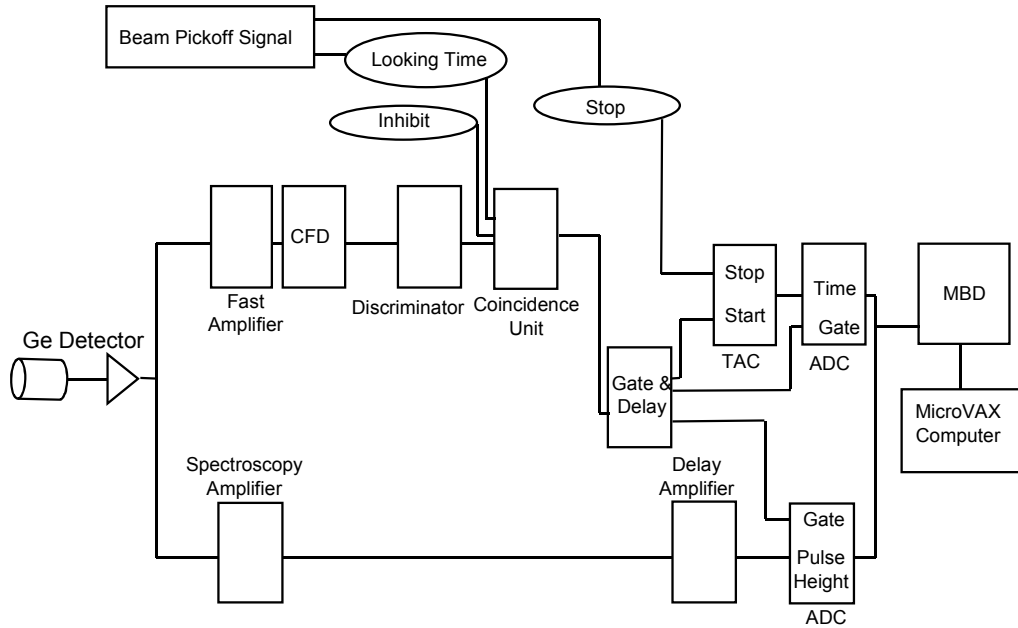 Beam Pickoff Signal
Looking Time
Stop
Inhibit
CFD
Fast
Amplifier
Discriminator
Coincidence
Unit
Stop
Start
TAC
Time
Gate
ADC
MBD
MicroVAX
Computer
Ge Detector
Gate &
Delay
Spectroscopy
Amplifier
Delay
Amplifier
Gate
Pulse
Height
ADC